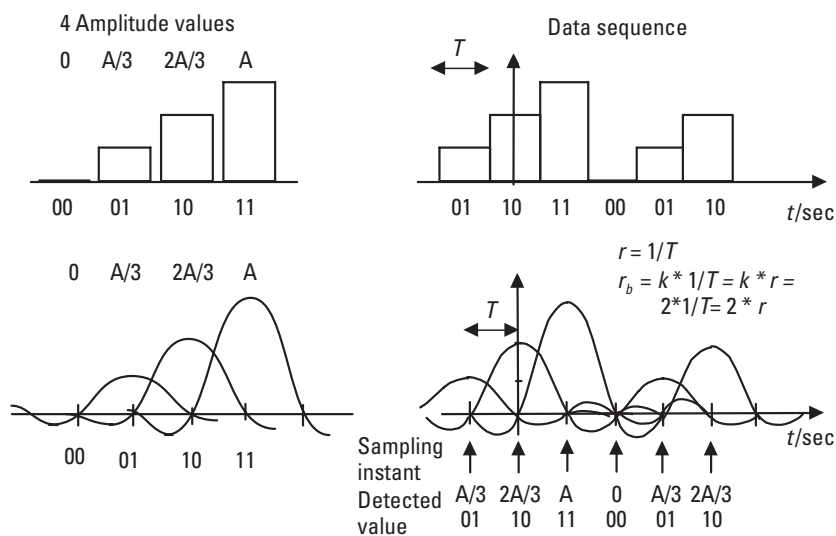 4 Amplitude values
0 A/3 2A/3 A
00 01 10 11
Data sequence
T
01 10 11 00 01 10
t/sec
0 A/3 2A/3 A
00 01 10 11
r = 1/T
r_b = k * 1/T = k * r =
2*1/T= 2 * r
T
t/sec
Sampling
instant
Detected A/3 2A/3 A 0 A/3 2A/3
value 01 10 11 00 01 10